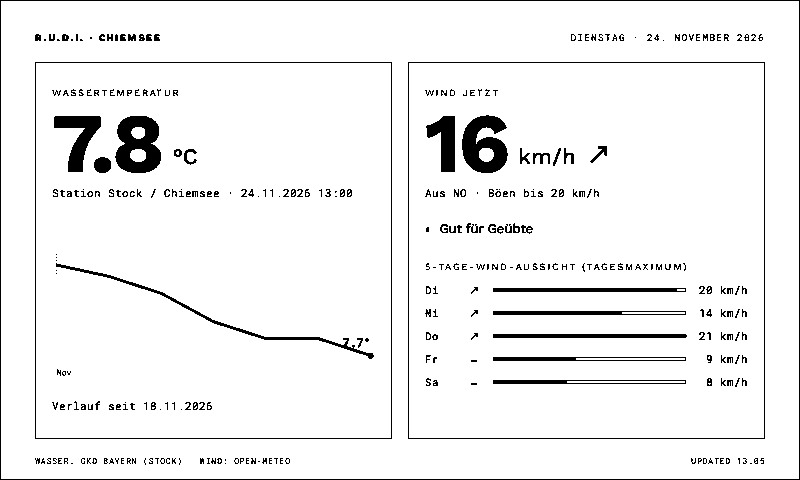 R.U.D.I. · CHIEMSEE
DIENSTAG · 24. NOVEMBER 2026
WASSERTEMPERATUR
7.8 °C
Station Stock / Chiemsee · 24.11.2026 13:00
7.7°
Nov
Verlauf seit 18.11.2026
WIND JETZT
16 km/h ↗
Aus NO · Böen bis 20 km/h
Gut für Geübte
5-TAGE-WIND-AUSSICHT (TAGESMAXIMUM)
Di ↗ 20 km/h
Mi ↗ 14 km/h
Do ↗ 21 km/h
Fr – 9 km/h
Sa – 8 km/h
WASSER: GKD BAYERN (STOCK) WIND: OPEN-METEO
UPDATED 13:05